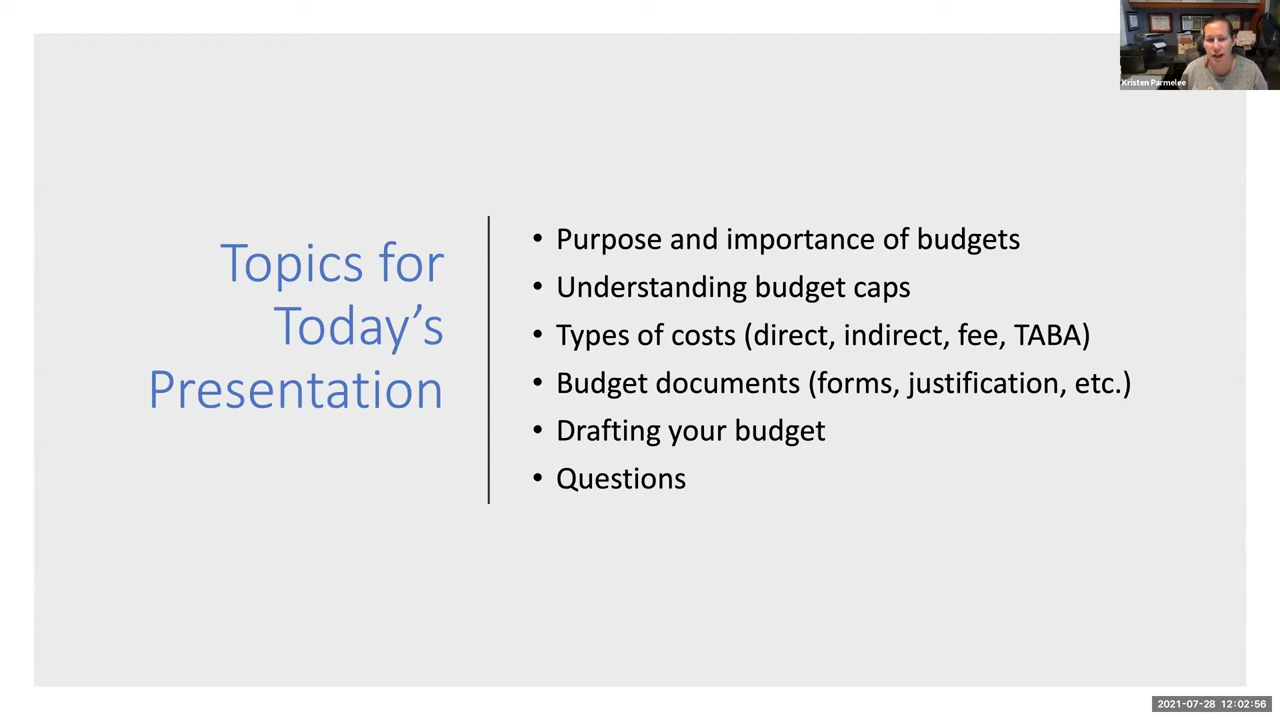 Kristen Parmelee
Topics for
Today’s
Presentation
• Purpose and importance of budgets
• Understanding budget caps
• Types of costs (direct, indirect, fee, TABA)
• Budget documents (forms, justification, etc.)
• Drafting your budget
• Questions
2021-07-28 12:02:56